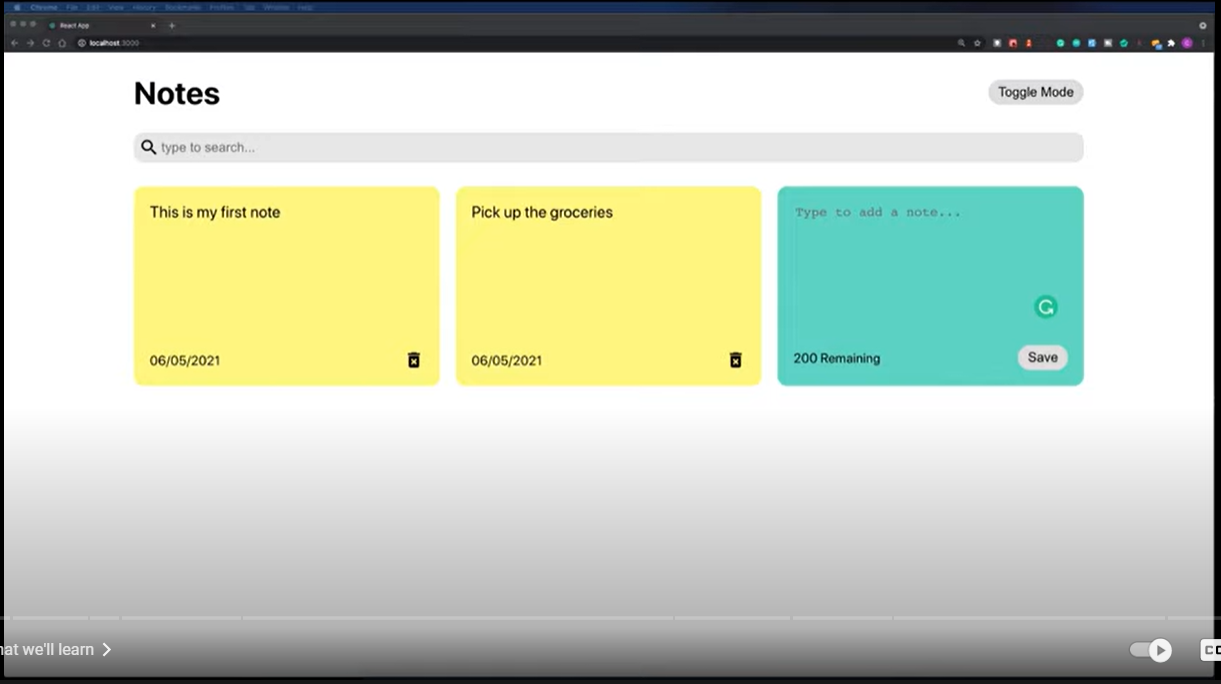 Chrome File Edit View History Bookmarks Profiles Tab Window Help
React App
localhost:3000
Notes
Toggle Mode
type to search...
This is my first note
Pick up the groceries
Type to add a note...
06/05/2021
06/05/2021
200 Remaining
Save
we'll learn